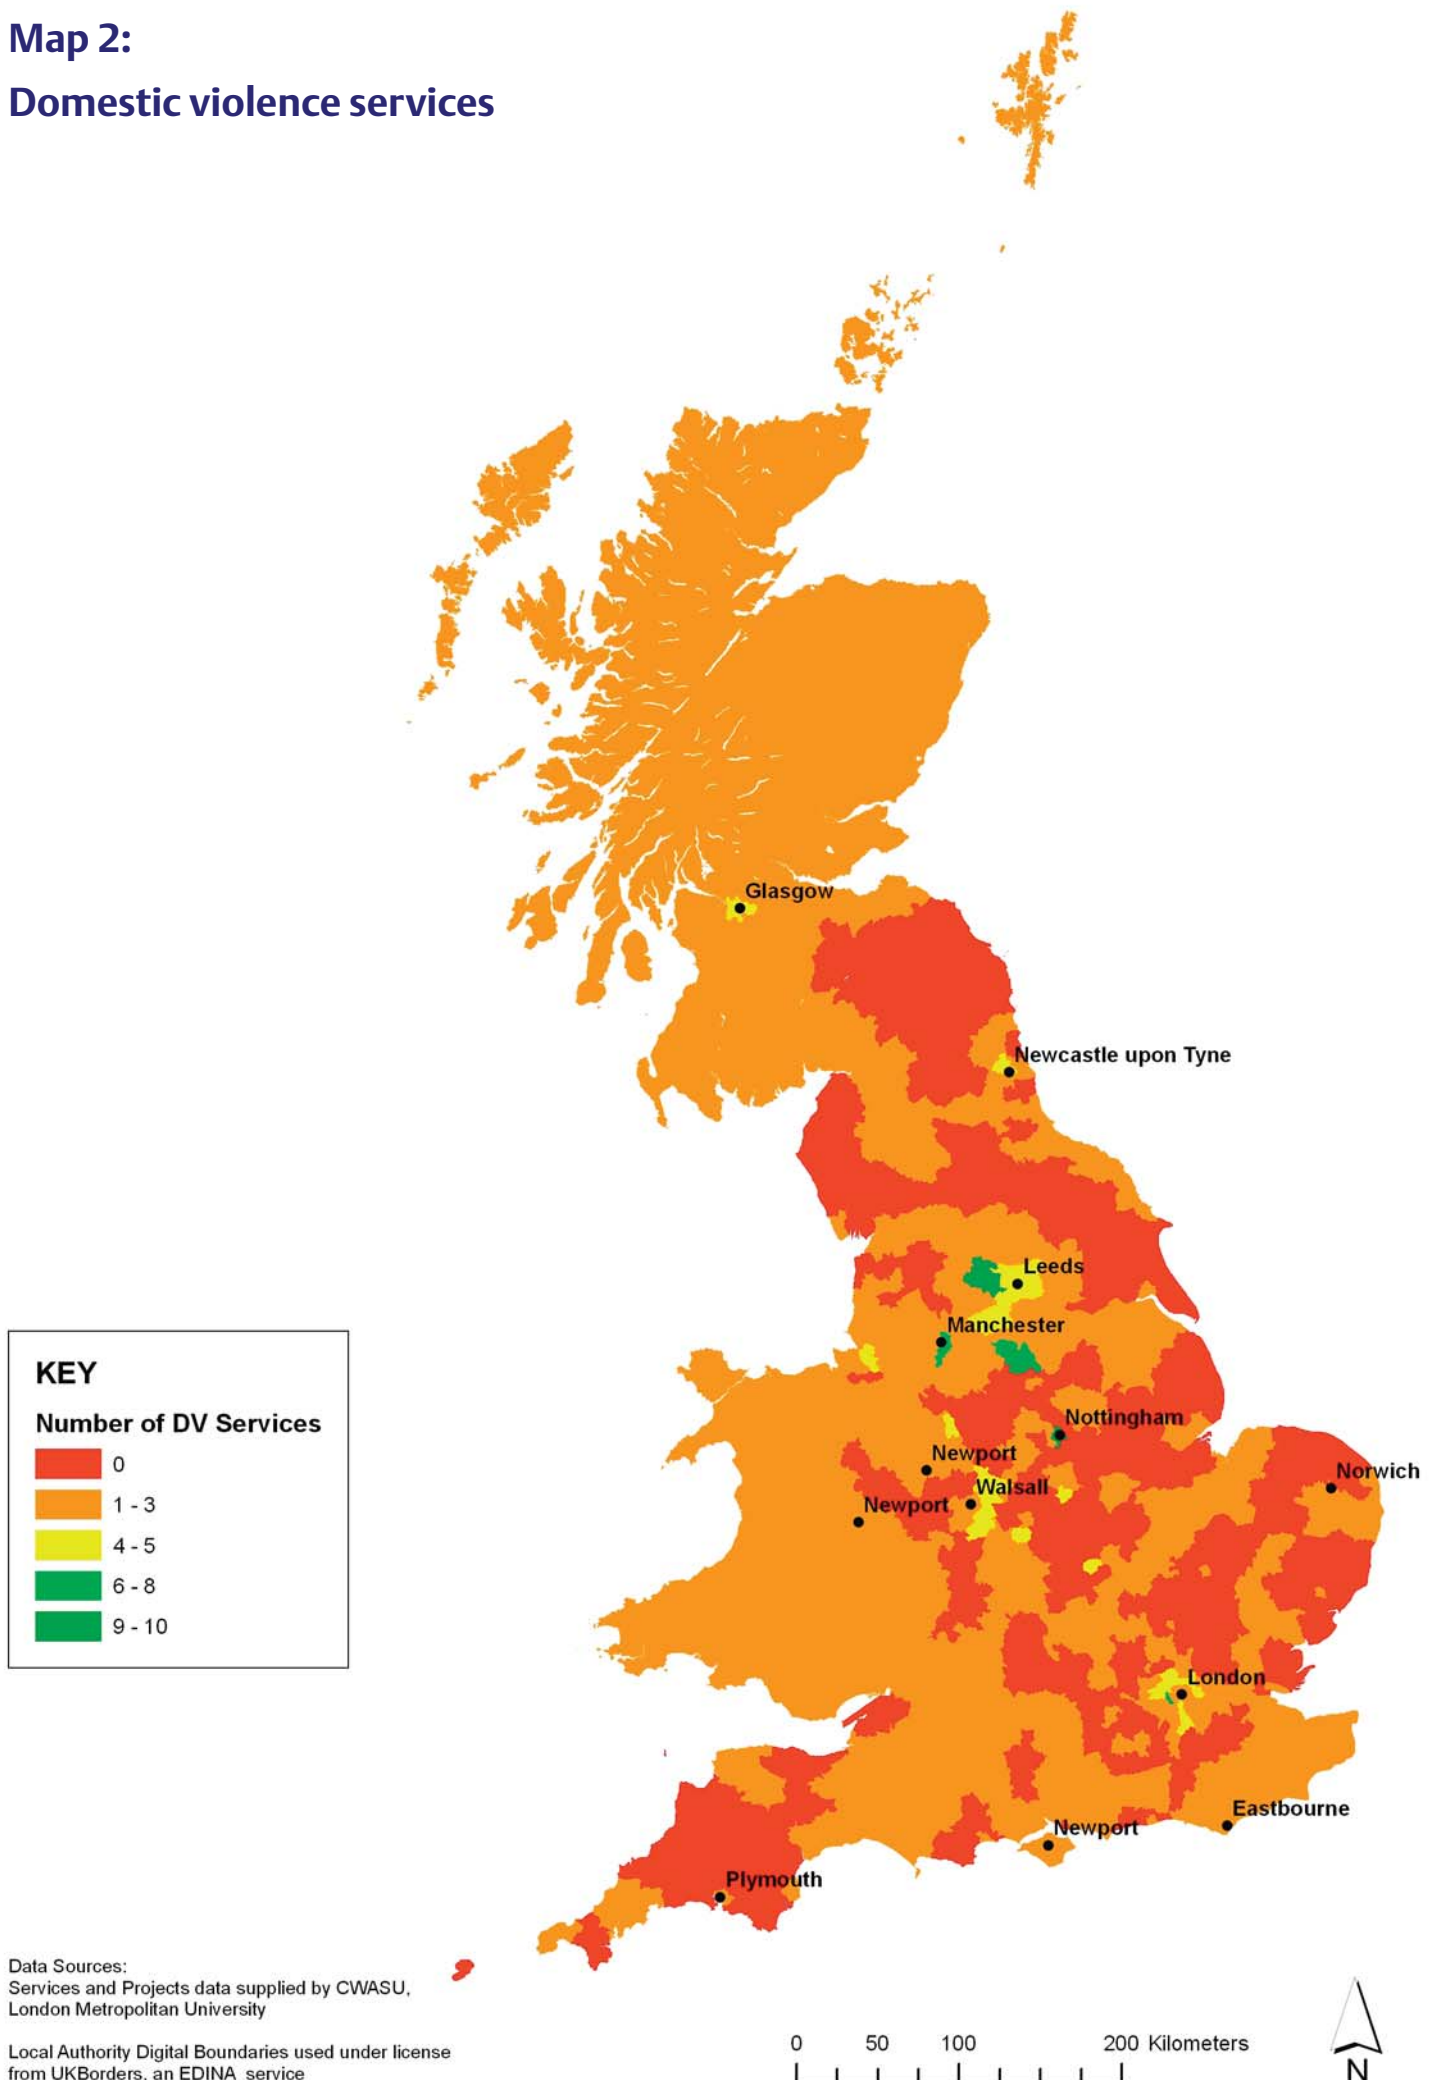 Map 2:
Domestic violence services
Glasgow
Newcastle upon Tyne
Leeds
Manchester
Nottingham
Newport
Norwich
Walsall
Newport
London
Eastbourne
Newport
Plymouth
KEY
Number of DV Services
0
1 - 3
4 - 5
6 - 8
9 - 10
Data Sources:
Services and Projects data supplied by CWASU,
London Metropolitan University
Local Authority Digital Boundaries used under license
from UKBorders, an EDINA service
0 50 100 200 Kilometers
N